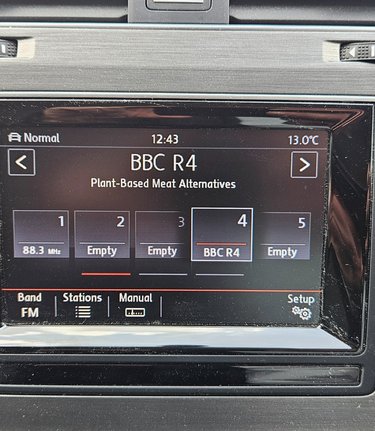 Normal 12:43 13.0°C
BBC R4
Plant-Based Meat Alternatives
1 2 3 4 5
88.3 MHz Empty Empty BBC R4 Empty
Band Stations Manual Setup
FM